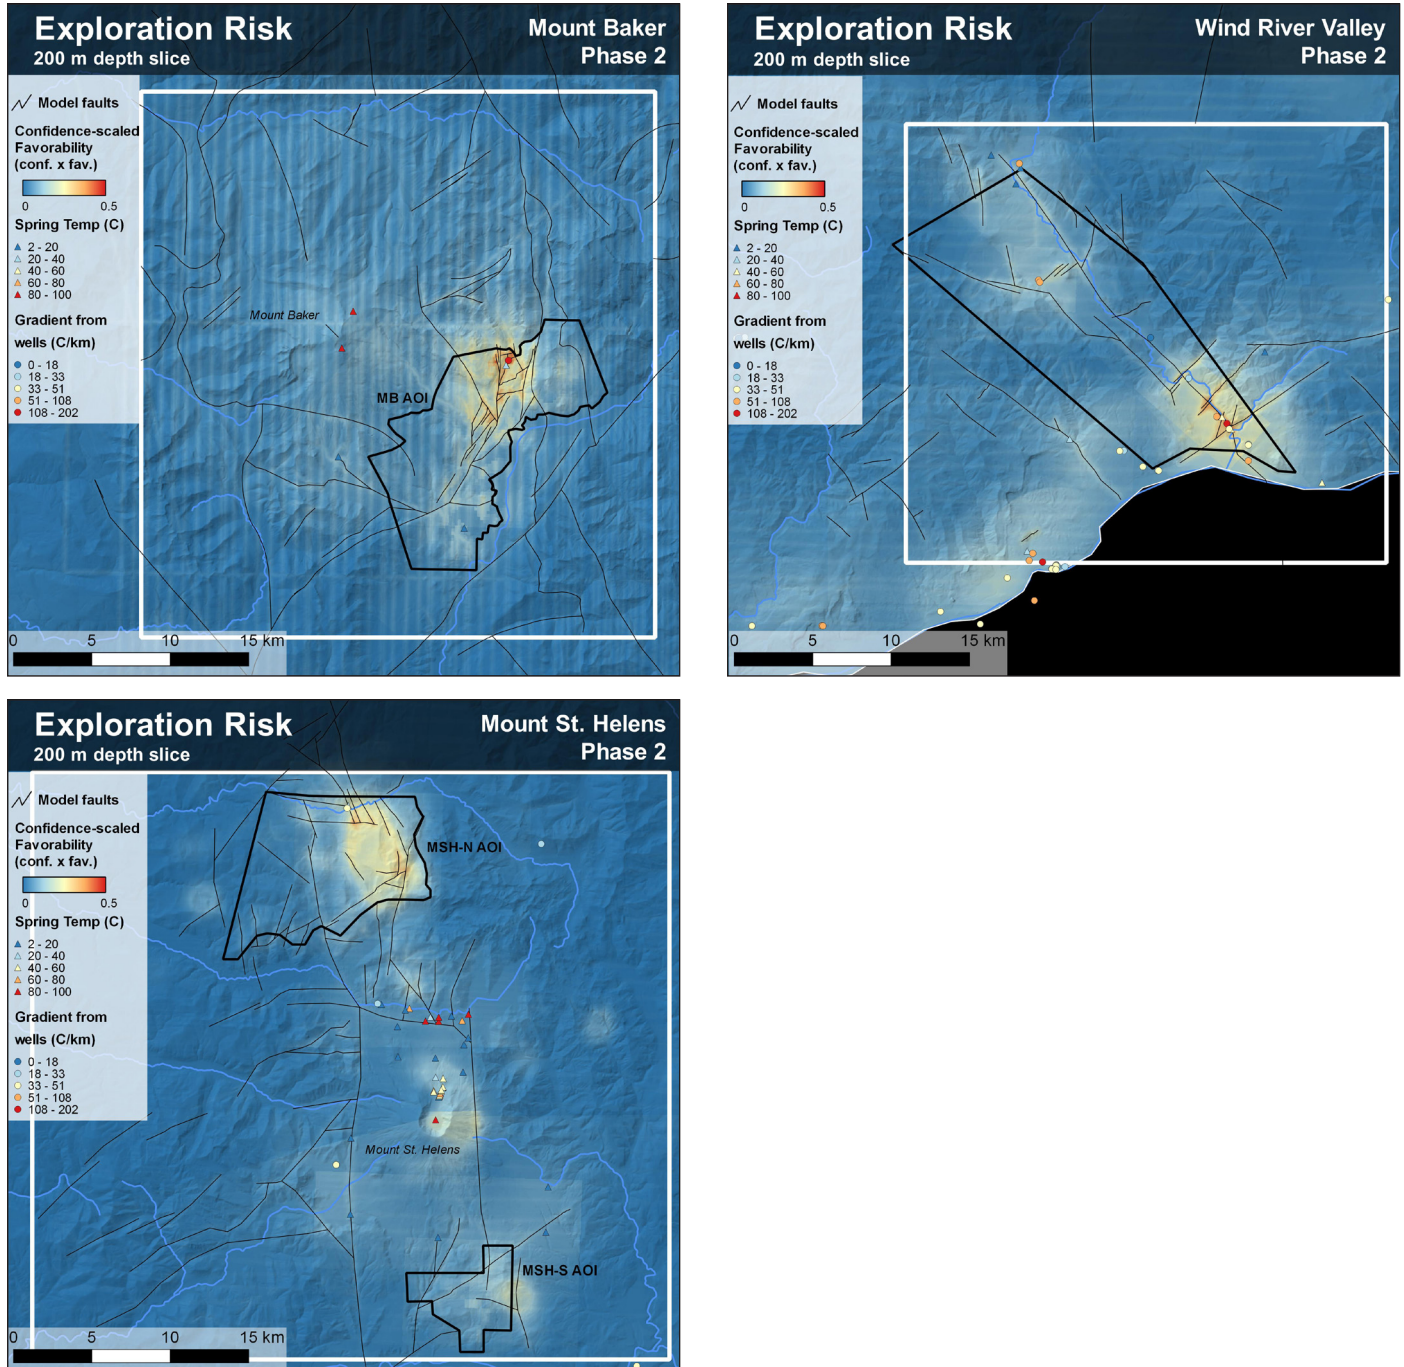 Exploration Risk
200 m depth slice
Mount Baker
Phase 2
Model faults
Confidence-scaled
Favorability
(conf. x fav.)
0 0.5
Spring Temp (C)
2 - 20
20 - 40
40 - 60
60 - 80
80 - 100
Gradient from
wells (C/km)
0 - 18
18 - 33
33 - 51
51 - 108
108 - 202
Mount Baker
MB AOI
0 5 10 15 km
Exploration Risk
200 m depth slice
Wind River Valley
Phase 2
Model faults
Confidence-scaled
Favorability
(conf. x fav.)
0 0.5
Spring Temp (C)
2 - 20
20 - 40
40 - 60
60 - 80
80 - 100
Gradient from
wells (C/km)
0 - 18
18 - 33
33 - 51
51 - 108
108 - 202
0 5 10 15 km
Exploration Risk
200 m depth slice
Mount St. Helens
Phase 2
Model faults
Confidence-scaled
Favorability
(conf. x fav.)
0 0.5
Spring Temp (C)
2 - 20
20 - 40
40 - 60
60 - 80
80 - 100
Gradient from
wells (C/km)
0 - 18
18 - 33
33 - 51
51 - 108
108 - 202
MSH-N AOI
Mount St. Helens
MSH-S AOI
0 5 10 15 km